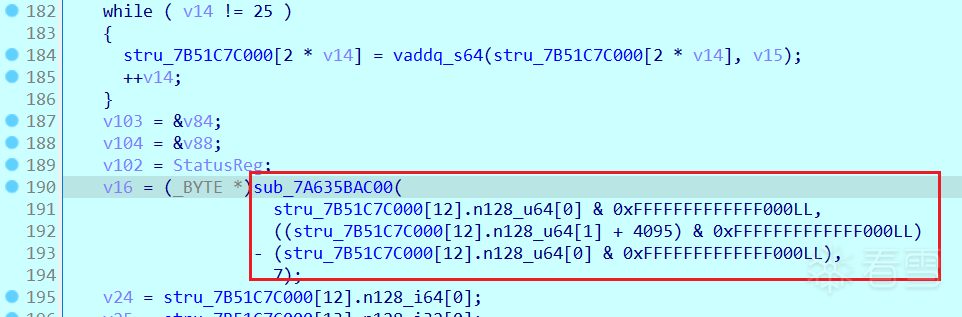 182 while ( v14 != 25 )
183 {
184 stru_7B51C7C000[2 * v14] = vaddq_s64(stru_7B51C7C000[2 * v14], v15);
185 ++v14;
186 }
187 v103 = &v84;
188 v104 = &v88;
189 v102 = StatusReg;
190 v16 = (_BYTE *)sub_7A635BAC00(
191 stru_7B51C7C000[12].n128_u64[0] & 0xFFFFFFFFFFFFF000LL,
192 ((stru_7B51C7C000[12].n128_u64[1] + 4095) & 0xFFFFFFFFFFFFF000LL)
193 - (stru_7B51C7C000[12].n128_u64[0] & 0xFFFFFFFFFFFFF000LL),
194 7);
195 v24 = stru_7B51C7C000[12].n128_i64[0];
看雪